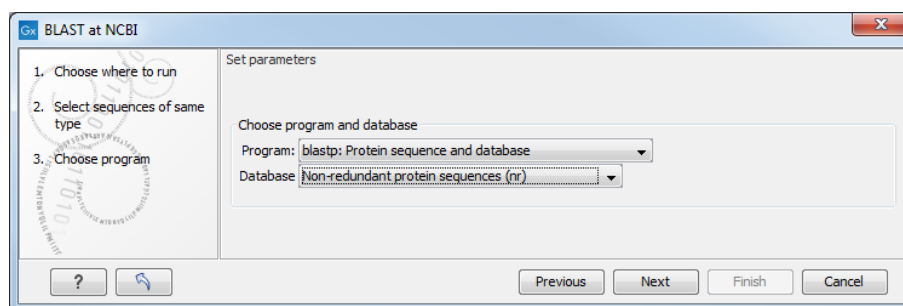 Gx BLAST at NCBI
1. Choose where to run
2. Select sequences of same
type
3. Choose program
Set parameters
Choose program and database
Program: blastp: Protein sequence and database
Database Non-redundant protein sequences (nr)
? Previous Next Finish Cancel